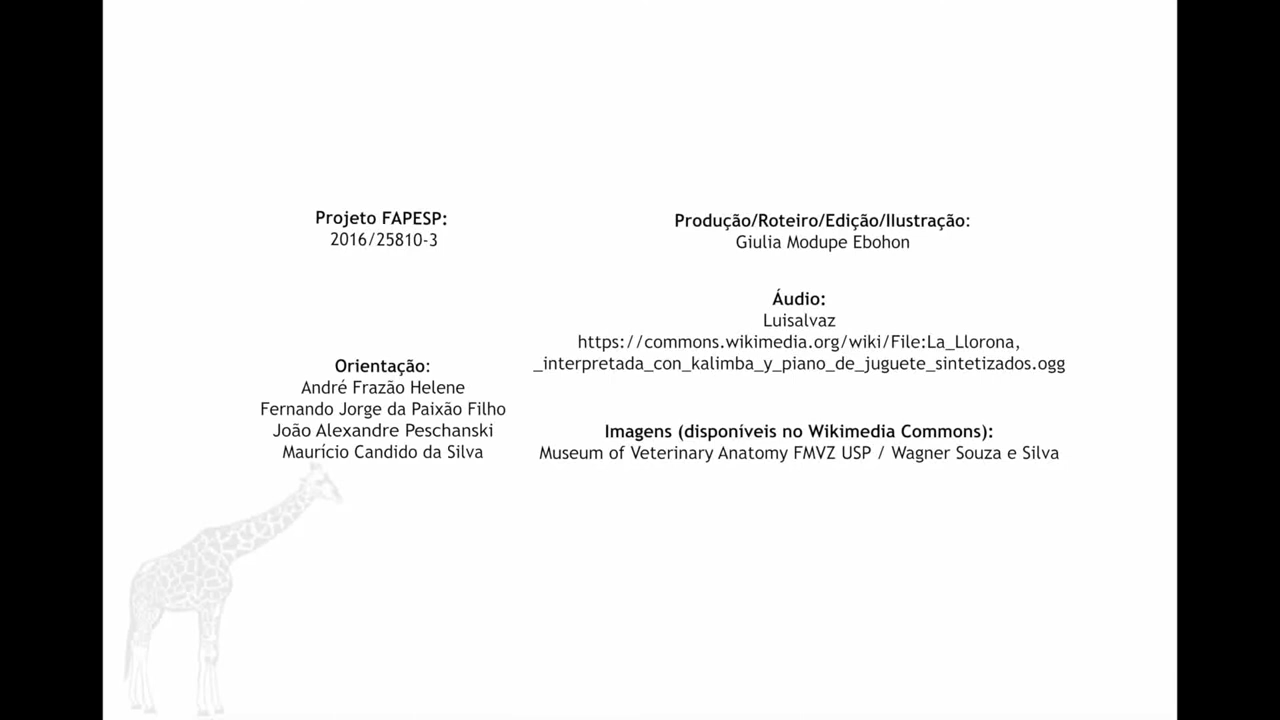 Projeto FAPESP:
2016/25810-3
Orientação:
André Frazão Helene
Fernando Jorge da Paixão Filho
João Alexandre Peschanski
Maurício Candido da Silva
Produção/Roteiro/Edição/Ilustração:
Giulia Modupe Ebohon
Áudio:
Luisalvaz
https://commons.wikimedia.org/wiki/File:La_Llorona,
_interpretada_con_kalimba_y_piano_de_juguete_sintetizados.ogg
Imagens (disponíveis no Wikimedia Commons):
Museum of Veterinary Anatomy FMVZ USP / Wagner Souza e Silva